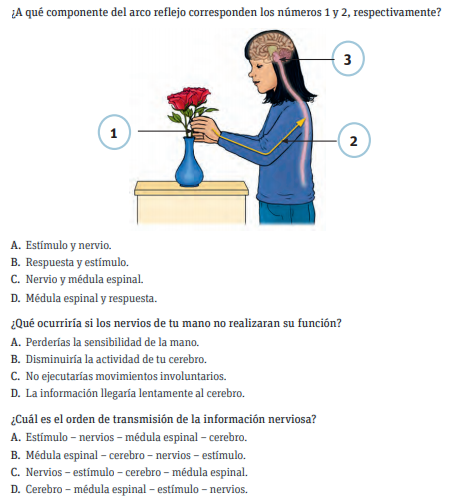 ¿A qué componente del arco reflejo corresponden los números 1 y 2, respectivamente?
3
1
2
A. Estímulo y nervio.
B. Respuesta y estímulo.
C. Nervio y médula espinal.
D. Médula espinal y respuesta.
¿Qué ocurriría si los nervios de tu mano no realizaran su función?
A. Perderías la sensibilidad de la mano.
B. Disminuiría la actividad de tu cerebro.
C. No ejecutarías movimientos involuntarios.
D. La información llegaría lentamente al cerebro.
¿Cuál es el orden de transmisión de la información nerviosa?
A. Estímulo – nervios – médula espinal – cerebro.
B. Médula espinal – cerebro – nervios – estímulo.
C. Nervios – estímulo – cerebro – médula espinal.
D. Cerebro – médula espinal – estímulo – nervios.